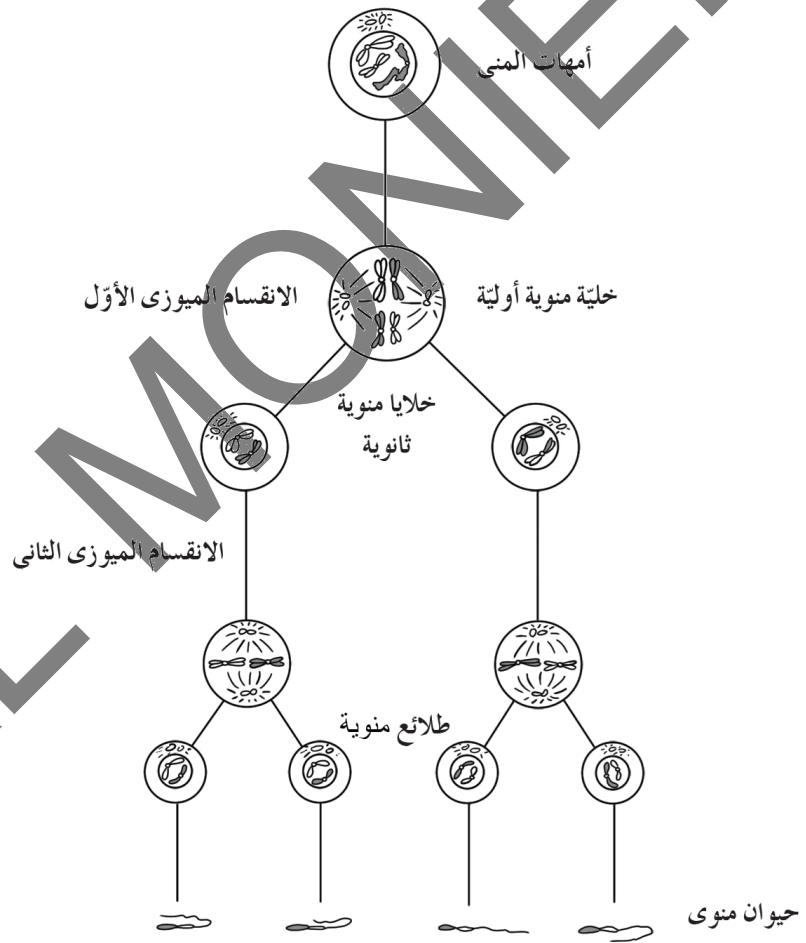 أمهات المنى
خليّة منوية أوليّة
الانقسام الميوزى الأوّل
خلايا منوية
ثانوية
الانقسام الميوزى الثانى
طلائع منوية
حيوان منوى